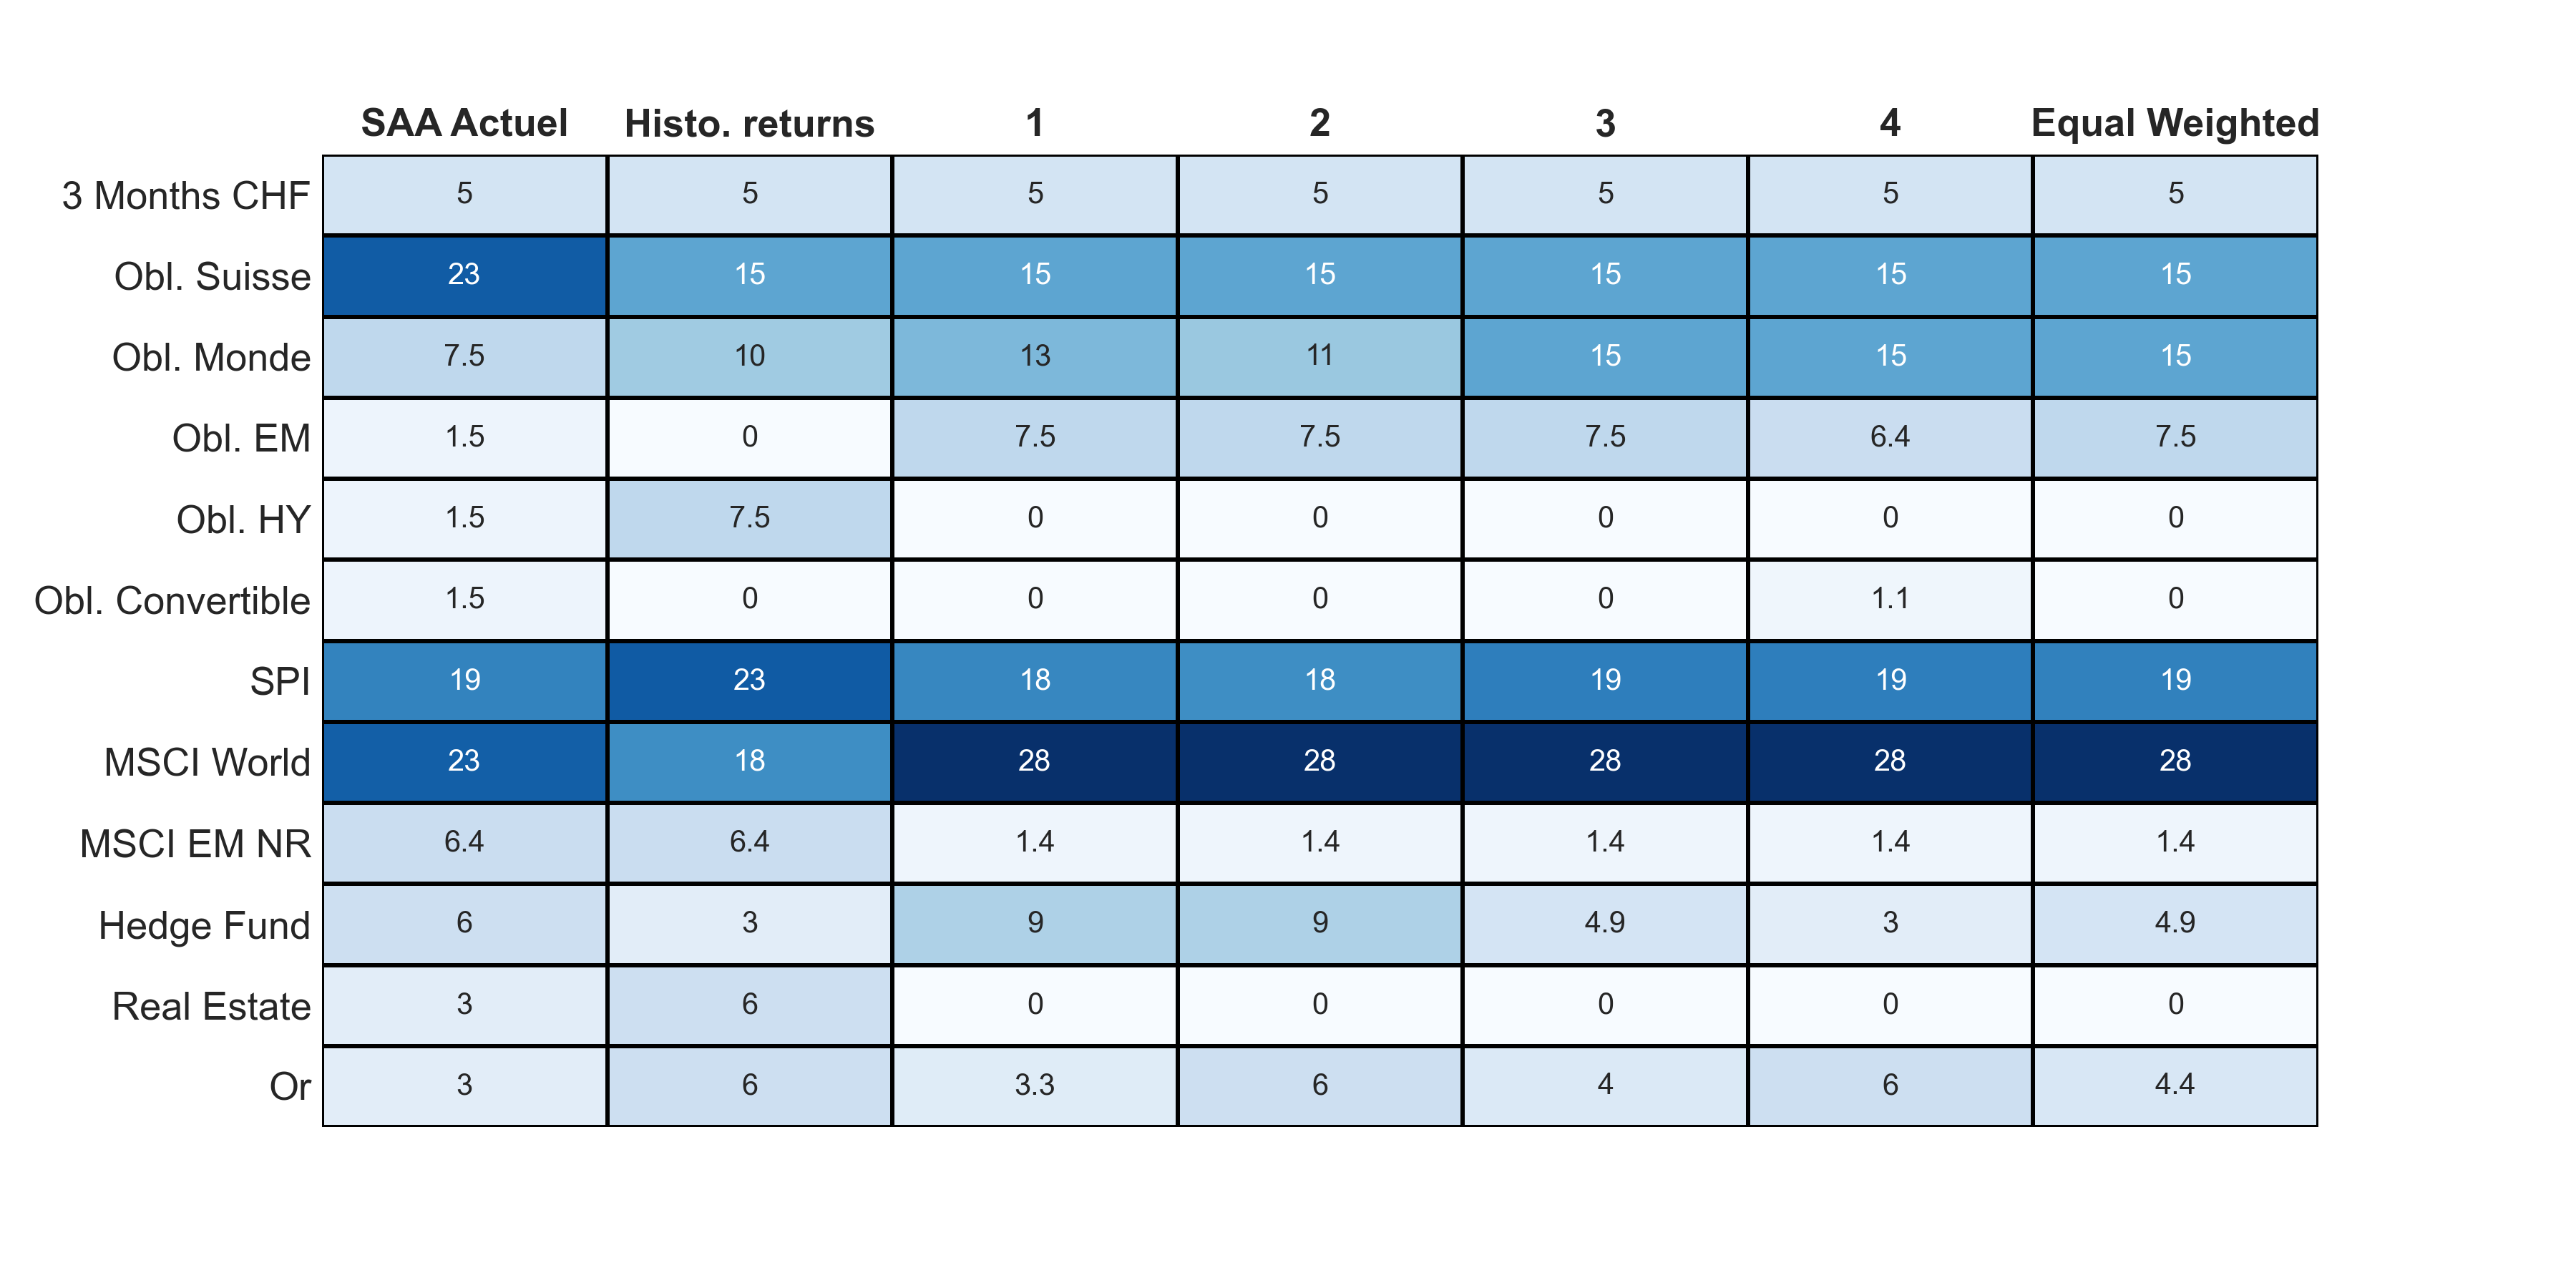 SAA Actuel Histo. returns 1 2 3 4 Equal Weighted
3 Months CHF 5 5 5 5 5 5 5
Obl. Suisse 23 15 15 15 15 15 15
Obl. Monde 7.5 10 13 11 15 15 15
Obl. EM 1.5 0 7.5 7.5 7.5 6.4 7.5
Obl. HY 1.5 7.5 0 0 0 0 0
Obl. Convertible 1.5 0 0 0 0 1.1 0
SPI 19 23 18 18 19 19 19
MSCI World 23 18 28 28 28 28 28
MSCI EM NR 6.4 6.4 1.4 1.4 1.4 1.4 1.4
Hedge Fund 6 3 9 9 4.9 3 4.9
Real Estate 3 6 0 0 0 0 0
Or 3 6 3.3 6 4 6 4.4